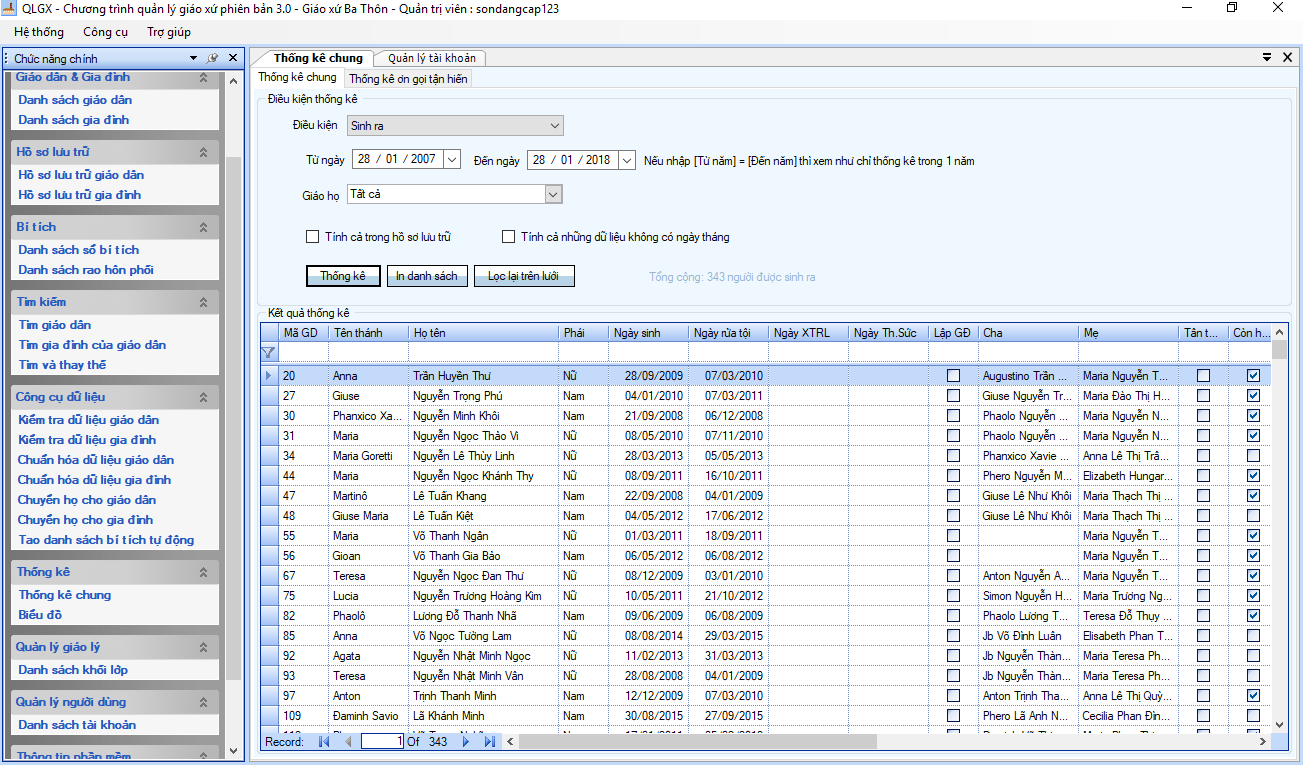 QLGX - Chương trình quản lý giáo xứ phiên bản 3.0 - Giáo xứ Ba Thôn - Quản trị viên : sondangcap123
Hệ thống Công cụ Trợ giúp
Chức năng chính
Giáo dân & Gia đình
Danh sách giáo dân
Danh sách gia đình
Hồ sơ lưu trữ
Hồ sơ lưu trữ giáo dân
Hồ sơ lưu trữ gia đình
Bí tích
Danh sách sổ bí tích
Danh sách rao hôn phối
Tìm kiếm
Tìm giáo dân
Tìm gia đình của giáo dân
Tìm và thay thế
Công cụ dữ liệu
Kiểm tra dữ liệu giáo dân
Kiểm tra dữ liệu gia đình
Chuẩn hóa dữ liệu giáo dân
Chuẩn hóa dữ liệu gia đình
Chuyển họ cho giáo dân
Chuyển họ cho gia đình
Tạo danh sách bí tích tự động
Thống kê
Thống kê chung
Biểu đồ
Quản lý giáo lý
Danh sách khối lớp
Quản lý người dùng
Danh sách tài khoản
Thông tin phần mềm
Thống kê chung Quản lý tài khoản
Thống kê chung Thống kê ơn gọi tận hiến
Điều kiện thống kê
Điều kiện Sinh ra
Từ ngày 28 / 01 / 2007 Đến ngày 28 / 01 / 2018 Nếu nhập [Từ năm] = [Đến năm] thì xem như chỉ thống kê trong 1 năm
Giáo họ Tất cả
Tính cả trong hồ sơ lưu trữ Tính cả những dữ liệu không có ngày tháng
Thống kê In danh sách Lọc lại trên lưới Tổng cộng: 343 người được sinh ra
Kết quả thống kê
Mã GD Tên thánh Họ tên Phái Ngày sinh Ngày rửa tội Ngày XTRL Ngày Th.Sức Lập GĐ Cha Mẹ Tân t... Còn h...
20 Anna Trần Huyền Thư Nữ 28/09/2009 07/03/2010 Augustino Trần ... Maria Nguyễn T...
27 Giuse Nguyễn Trọng Phú Nam 04/01/2010 07/03/2011 Giuse Nguyễn Tr... Maria Đào Thị H...
30 Phanxico Xa... Nguyễn Minh Khôi Nam 21/09/2008 06/12/2008 Phaolo Nguyễn ... Maria Nguyễn N...
31 Maria Nguyễn Ngọc Thảo Vi Nữ 08/05/2010 07/11/2010 Phaolo Nguyễn ... Maria Nguyễn N...
34 Maria Goretti Nguyễn Lê Thùy Linh Nữ 28/03/2013 05/05/2013 Phanxico Xavie ... Anna Lê Thị Trâ...
44 Maria Nguyễn Ngọc Khánh Thy Nữ 08/09/2011 16/10/2011 Phero Nguyễn M... Elizabeth Hungar...
47 Martinô Lê Tuấn Khang Nam 22/09/2008 04/01/2009 Giuse Lê Như Khôi Maria Thạch Thị ...
48 Giuse Maria Lê Tuấn Kiệt Nam 04/05/2012 17/06/2012 Giuse Lê Như Khôi Maria Thạch Thị ...
55 Maria Võ Thanh Ngân Nữ 01/03/2011 18/09/2011 Maria Nguyễn T...
56 Gioan Võ Thanh Gia Bảo Nam 06/05/2012 06/08/2012 Maria Nguyễn T...
67 Teresa Nguyễn Ngọc Đan Thư Nữ 08/12/2009 03/01/2010 Anton Nguyễn A... Maria Nguyễn T...
75 Lucia Nguyễn Trương Hoàng Kim Nữ 10/05/2011 21/10/2012 Simon Nguyễn H... Maria Trương Ng...
82 Phaolô Lương Đỗ Thanh Nhã Nam 09/06/2009 06/08/2009 Phaolo Lương T... Teresa Đỗ Thụy ...
85 Anna Võ Ngọc Tường Lam Nữ 08/08/2014 29/03/2015 Jb Võ Đình Luân Elisabeth Phan T...
92 Agata Nguyễn Nhật Minh Ngọc Nữ 11/02/2013 31/03/2013 Jb Nguyễn Thàn... Maria Teresa Ph...
93 Teresa Nguyễn Nhật Minh Vân Nữ 28/08/2008 04/01/2009 Jb Nguyễn Thàn... Maria Teresa Ph...
97 Anton Trịnh Thanh Minh Nam 12/12/2009 07/03/2010 Anton Trịnh Tha... Anna Lê Thị Quỳ...
109 Đaminh Savio Lã Khánh Minh Nam 30/08/2015 27/09/2015 Phero Lã Anh N... Cecilia Phan Đìn...
Record: 1 Of 343